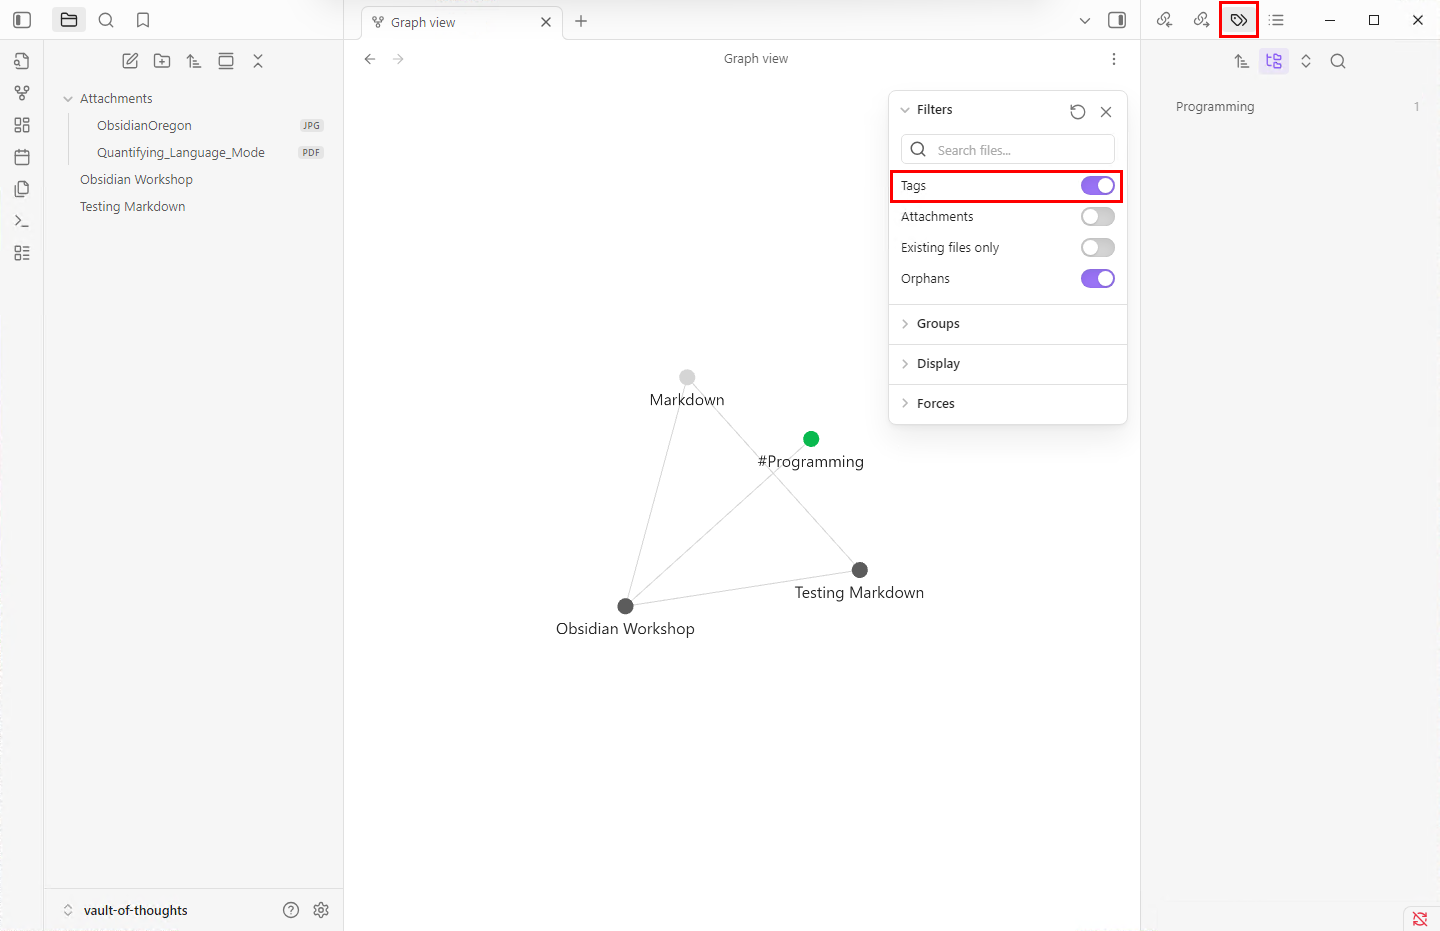 Graph view
Graph view
Attachments
ObsidianOregon JPG
Quantifying_Language_Mode PDF
Obsidian Workshop
Testing Markdown
Filters
Search files...
Tags
Attachments
Existing files only
Orphans
Groups
Display
Forces
Programming 1
Markdown
#Programming
Testing Markdown
Obsidian Workshop
vault-of-thoughts